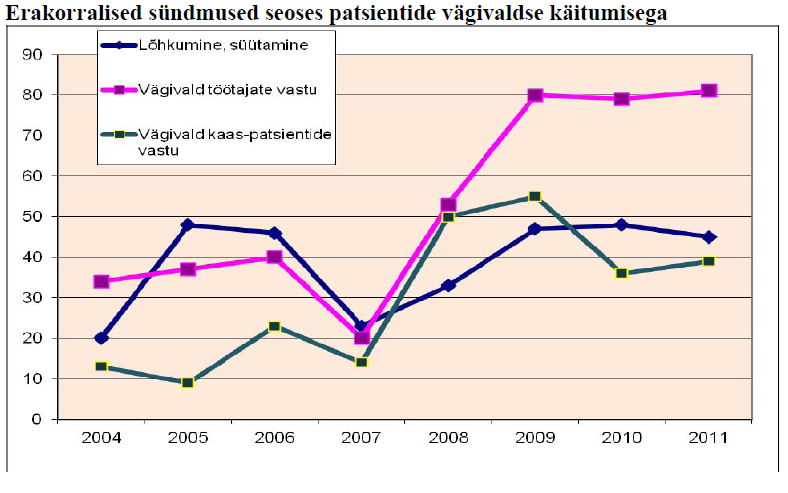 Erakorralised sündmused seoses patsientide vägivaldse käitumisega
90
80
70
60
50
40
30
20
10
0
Lõhkumine, süütamine
Vägivald töötajate vastu
Vägivald kaas-patsientide
vastu
2004 2005 2006 2007 2008 2009 2010 2011